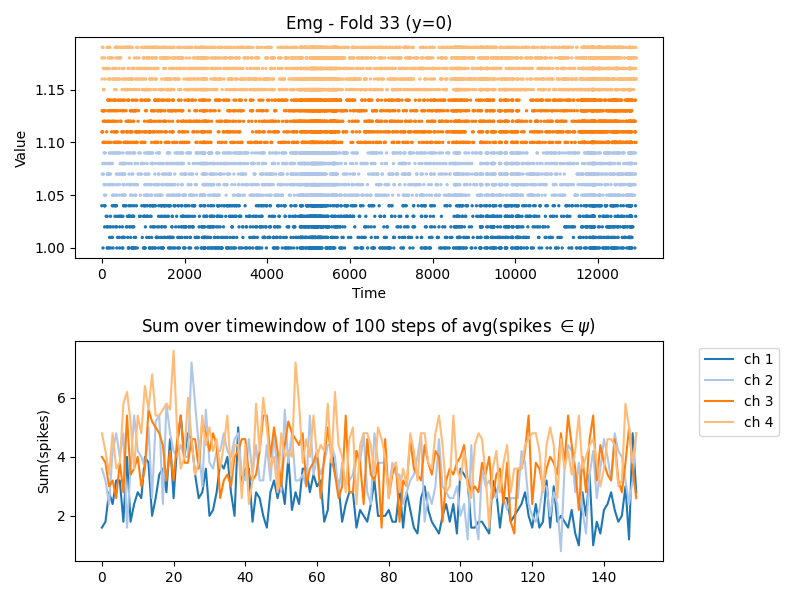 Emg - Fold 33 (y=0)
Value
1.15
1.10
1.05
1.00
0 2000 4000 6000 8000 10000 12000
Time
Sum over timewindow of 100 steps of avg(spikes ∈ ψ)
Sum(spikes)
6
4
2
0 20 40 60 80 100 120 140
ch 1
ch 2
ch 3
ch 4